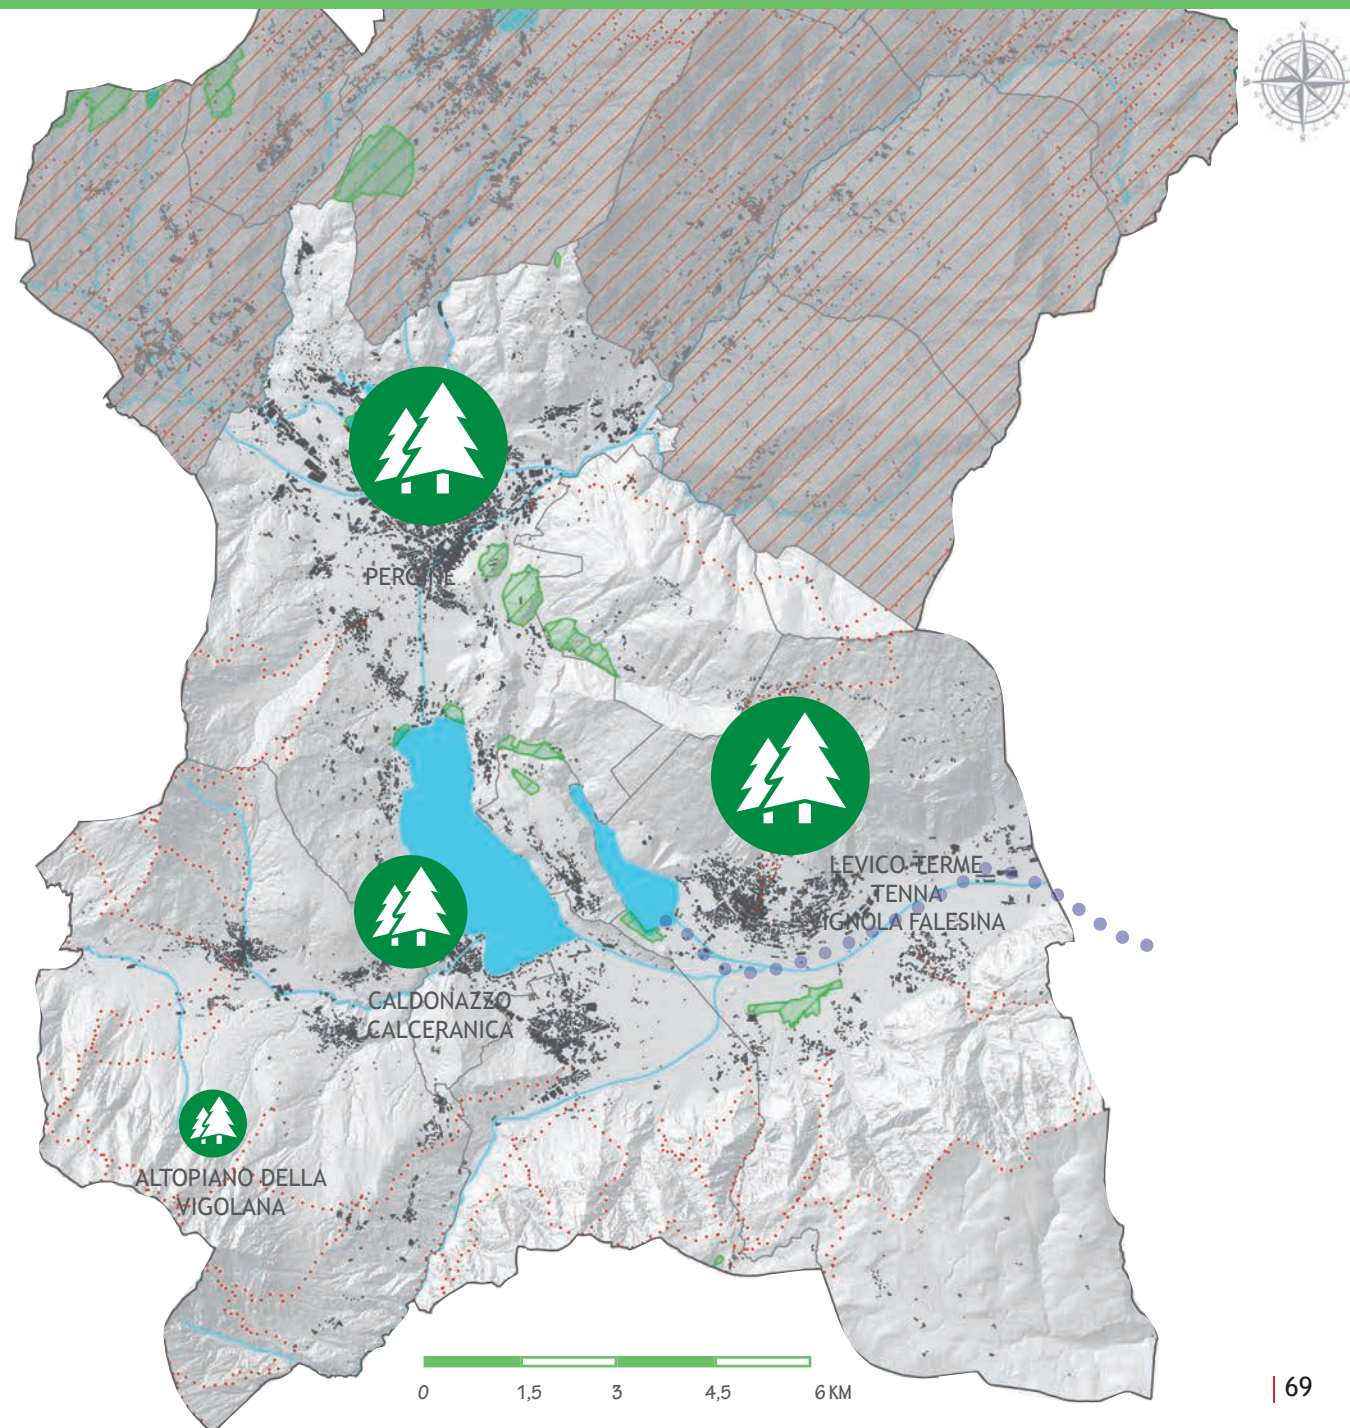 N
W
S
PERGINE
LEVICO TERME
TENNA
VIGNOLA FALESINA
CALDONAZZO
CALCERANICA
ALTOPIANO DELLA
VIGOLANA
0 1,5 3 4,5 6 KM
| 69